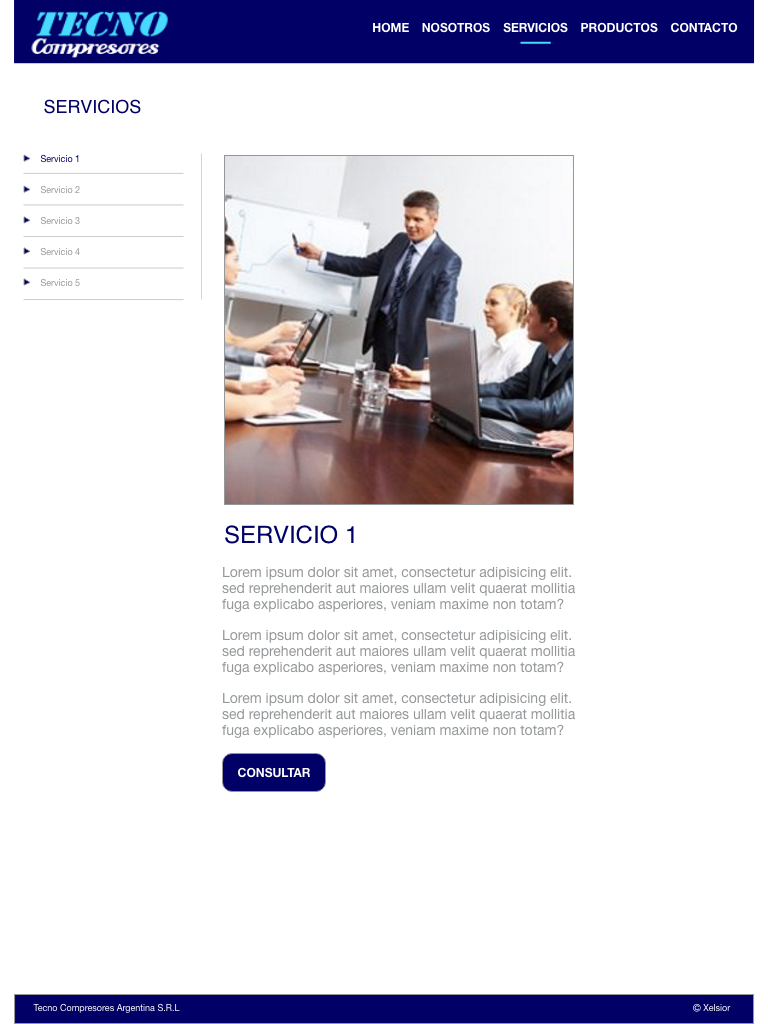 TECNO
Compresores
HOME NOSOTROS SERVICIOS PRODUCTOS CONTACTO
SERVICIOS
Servicio 1
Servicio 2
Servicio 3
Servicio 4
Servicio 5
SERVICIO 1
Lorem ipsum dolor sit amet, consectetur adipisicing elit.
sed reprehenderit aut maiores ullam velit quaerat mollitia
fuga explicabo asperiores, veniam maxime non totam?
Lorem ipsum dolor sit amet, consectetur adipisicing elit.
sed reprehenderit aut maiores ullam velit quaerat mollitia
fuga explicabo asperiores, veniam maxime non totam?
Lorem ipsum dolor sit amet, consectetur adipisicing elit.
sed reprehenderit aut maiores ullam velit quaerat mollitia
fuga explicabo asperiores, veniam maxime non totam?
CONSULTAR
Tecno Compresores Argentina S.R.L
© Xelsior